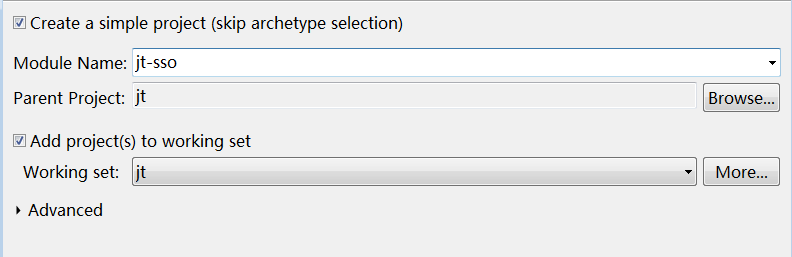 Create a simple project (skip archetype selection)
Module Name: jt-sso
Parent Project: jt Browse...
Add project(s) to working set
Working set: jt More...
Advanced